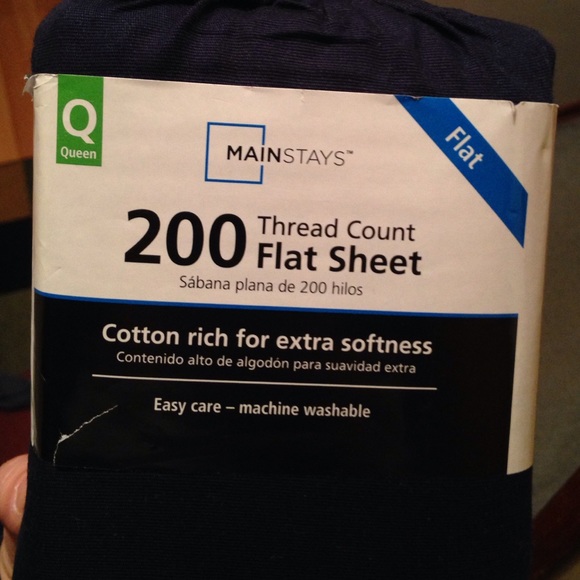 Q
Queen
MAINSTAYS™
Flat
200 Thread Count
Flat Sheet
Sábana plana de 200 hilos
Cotton rich for extra softness
Contenido alto de algodón para suavidad extra
Easy care – machine washable